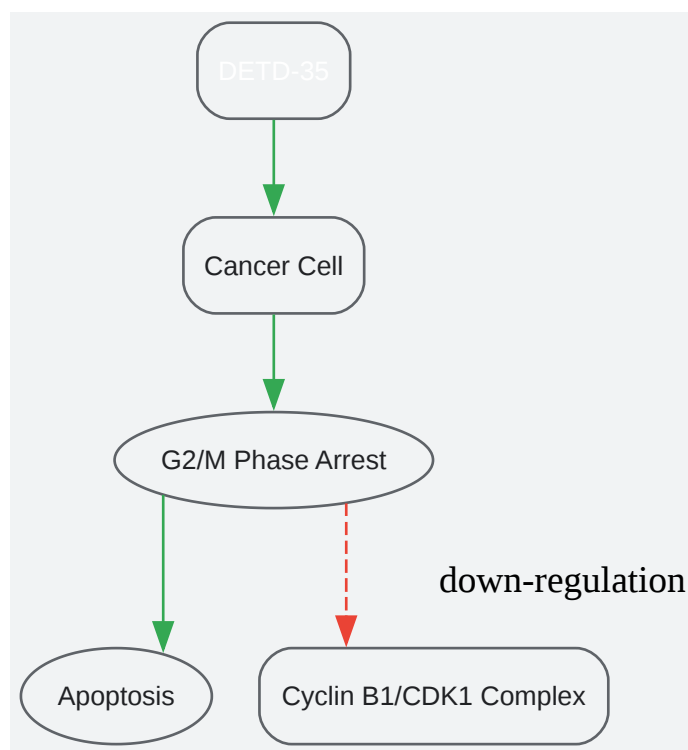 DETD-35
Cancer Cell
G2/M Phase Arrest
down-regulation
Apoptosis
Cyclin B1/CDK1 Complex